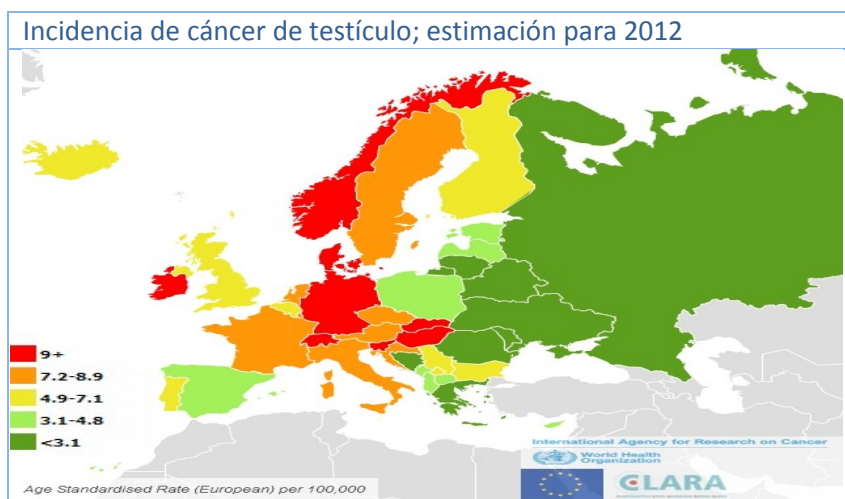 Incidencia de cáncer de testículo; estimación para 2012
9+
7.2-8.9
4.9-7.1
3.1-4.8
<3.1
International Agency for Research on Cancer
World Health
Organization
CLARA
Age Standardised Rate (European) per 100,000